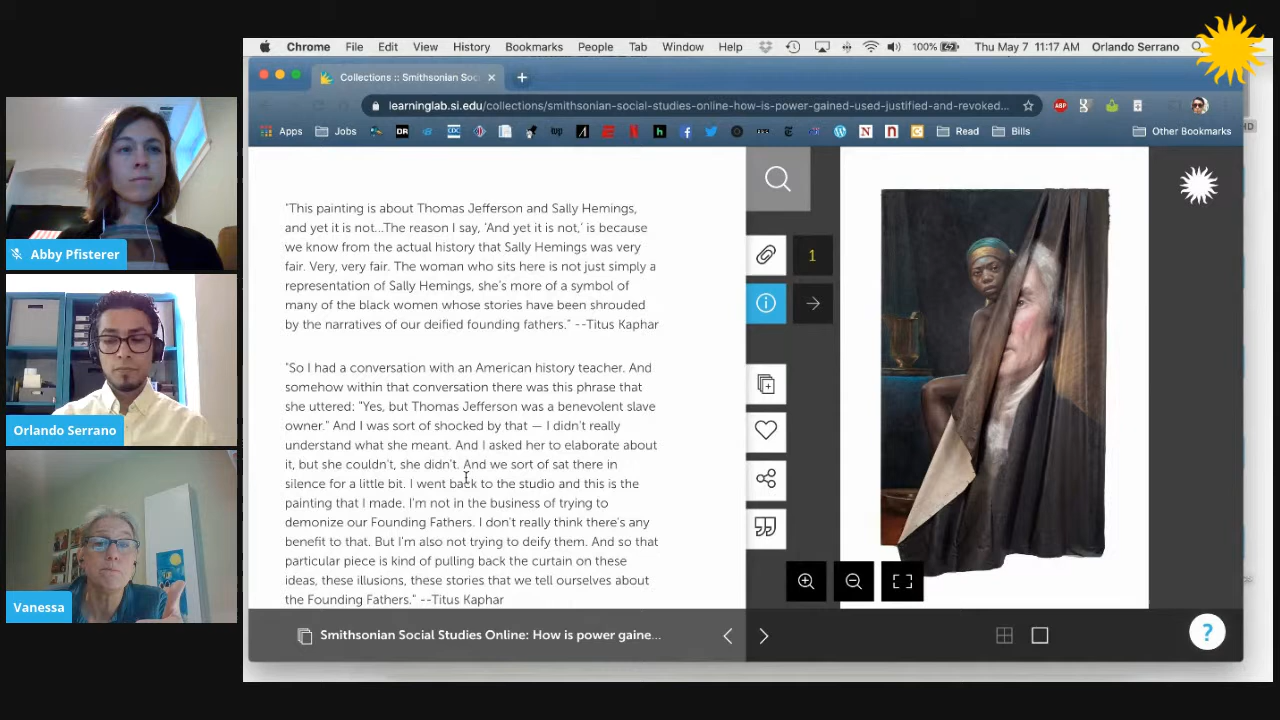 Chrome File Edit View History Bookmarks People Tab Window Help 100% Thu May 7 11:17 AM Orlando Serrano
Collections :: Smithsonian Soc
learninglab.si.edu/collections/smithsonian-social-studies-online-how-is-power-gained-used-justified-and-revoked...
ABP
Apps Jobs DR CDC wp A h N n Read Bills Other Bookmarks
HD
"This painting is about Thomas Jefferson and Sally Hemings,
and yet it is not...The reason I say, 'And yet it is not,' is because
we know from the actual history that Sally Hemings was very
fair. Very, very fair. The woman who sits here is not just simply a
representation of Sally Hemings, she's more of a symbol of
many of the black women whose stories have been shrouded
by the narratives of our deified founding fathers." --Titus Kaphar
"So I had a conversation with an American history teacher. And
somehow within that conversation there was this phrase that
she uttered: "Yes, but Thomas Jefferson was a benevolent slave
owner." And I was sort of shocked by that — I didn't really
understand what she meant. And I asked her to elaborate about
it, but she couldn't, she didn't. And we sort of sat there in
silence for a little bit. I went back to the studio and this is the
painting that I made. I'm not in the business of trying to
demonize our Founding Fathers. I don't really think there's any
benefit to that. But I'm also not trying to deify them. And so that
particular piece is kind of pulling back the curtain on these
ideas, these illusions, these stories that we tell ourselves about
the Founding Fathers." --Titus Kaphar
1
Smithsonian Social Studies Online: How is power gaine...
?
Abby Pfisterer
Orlando Serrano
Vanessa